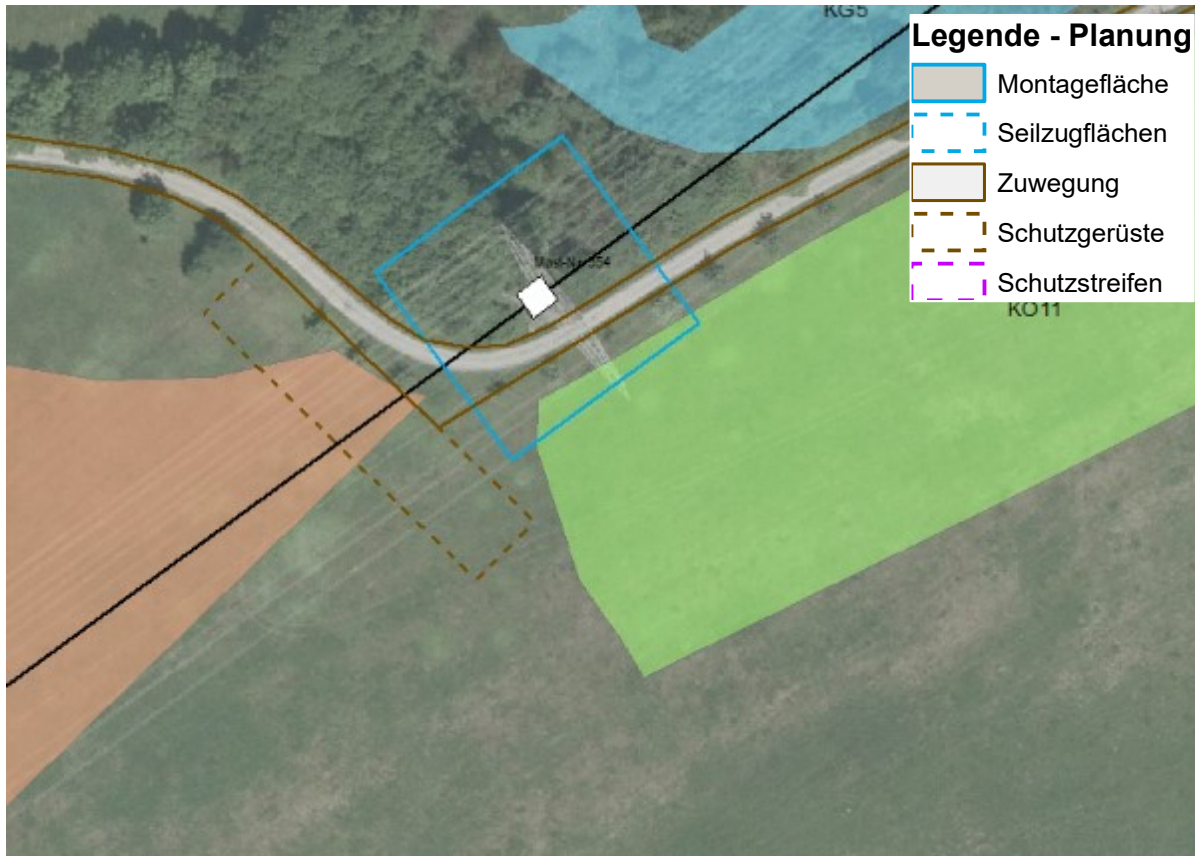 KG5
Legende - Planung
Montagefläche
Seilzugflächen
Zuwegung
Schutzgerüste
Schutzstreifen
KO11